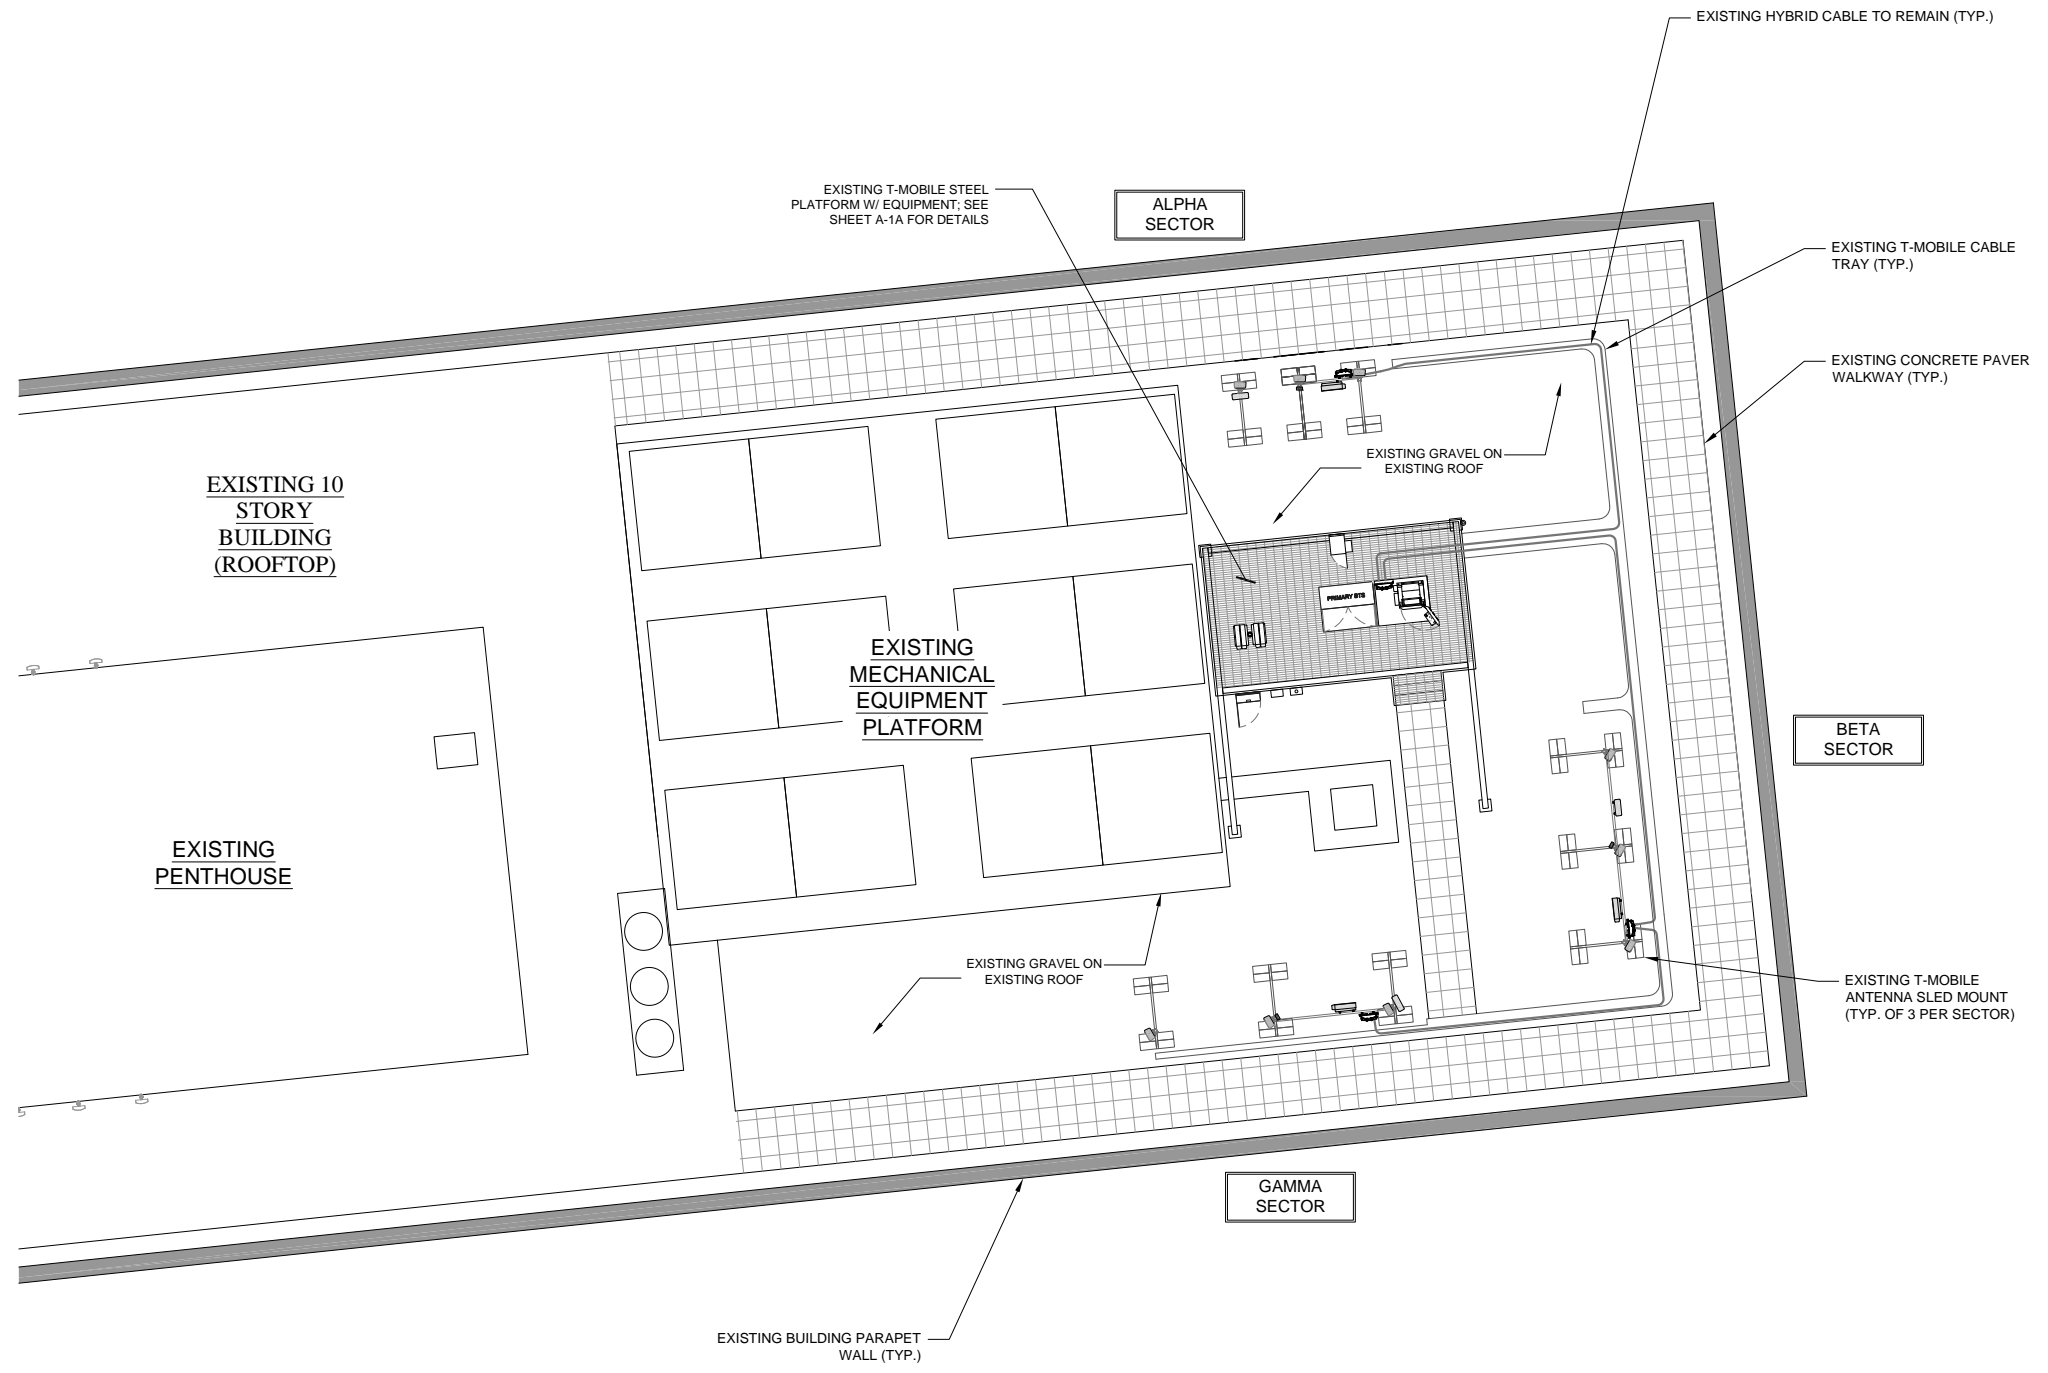 EXISTING HYBRID CABLE TO REMAIN (TYP.)
EXISTING T-MOBILE STEEL
PLATFORM W/ EQUIPMENT; SEE
SHEET A-1A FOR DETAILS
ALPHA
SECTOR
EXISTING T-MOBILE CABLE
TRAY (TYP.)
EXISTING CONCRETE PAVER
WALKWAY (TYP.)
EXISTING GRAVEL ON
EXISTING ROOF
EXISTING 10
STORY
BUILDING
(ROOFTOP)
PRIMARY BTS
EXISTING
MECHANICAL
EQUIPMENT
PLATFORM
BETA
SECTOR
EXISTING
PENTHOUSE
EXISTING GRAVEL ON
EXISTING ROOF
EXISTING T-MOBILE
ANTENNA SLED MOUNT
(TYP. OF 3 PER SECTOR)
GAMMA
SECTOR
EXISTING BUILDING PARAPET
WALL (TYP.)